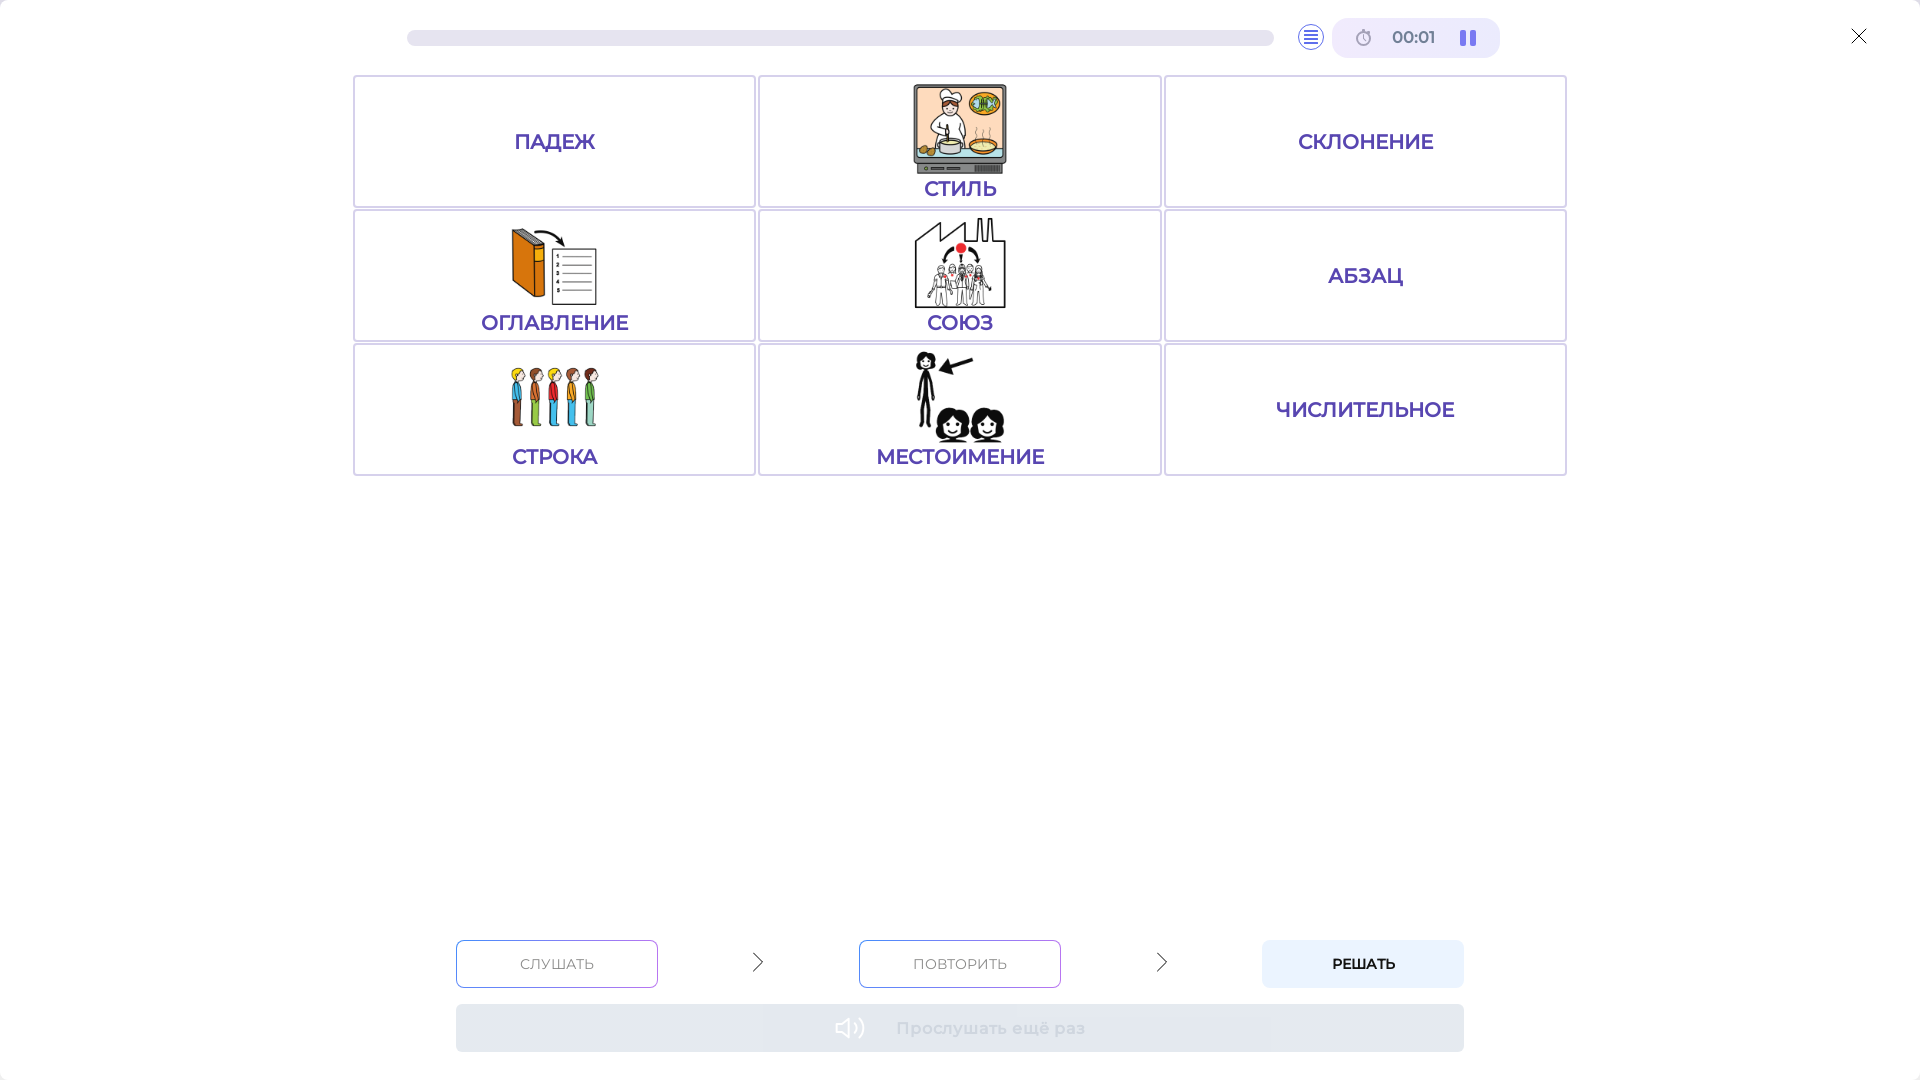 00:01
ПАДЕЖ
СТИЛЬ
СКЛОНЕНИЕ
ОГЛАВЛЕНИЕ
СОЮЗ
АБЗАЦ
СТРОКА
МЕСТОИМЕНИЕ
ЧИСЛИТЕЛЬНОЕ
СЛУШАТЬ
ПОВТОРИТЬ
РЕШАТЬ
Прослушать ещё раз